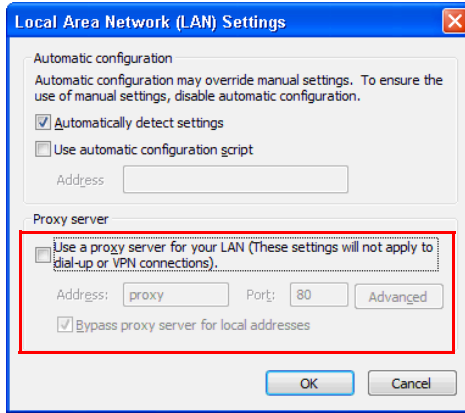 Local Area Network (LAN) Settings
Automatic configuration
Automatic configuration may override manual settings. To ensure the
use of manual settings, disable automatic configuration.
Automatically detect settings
Use automatic configuration script
Address
Proxy server
Use a proxy server for your LAN (These settings will not apply to
dial-up or VPN connections).
Address: proxy Port: 80 Advanced
Bypass proxy server for local addresses
OK Cancel